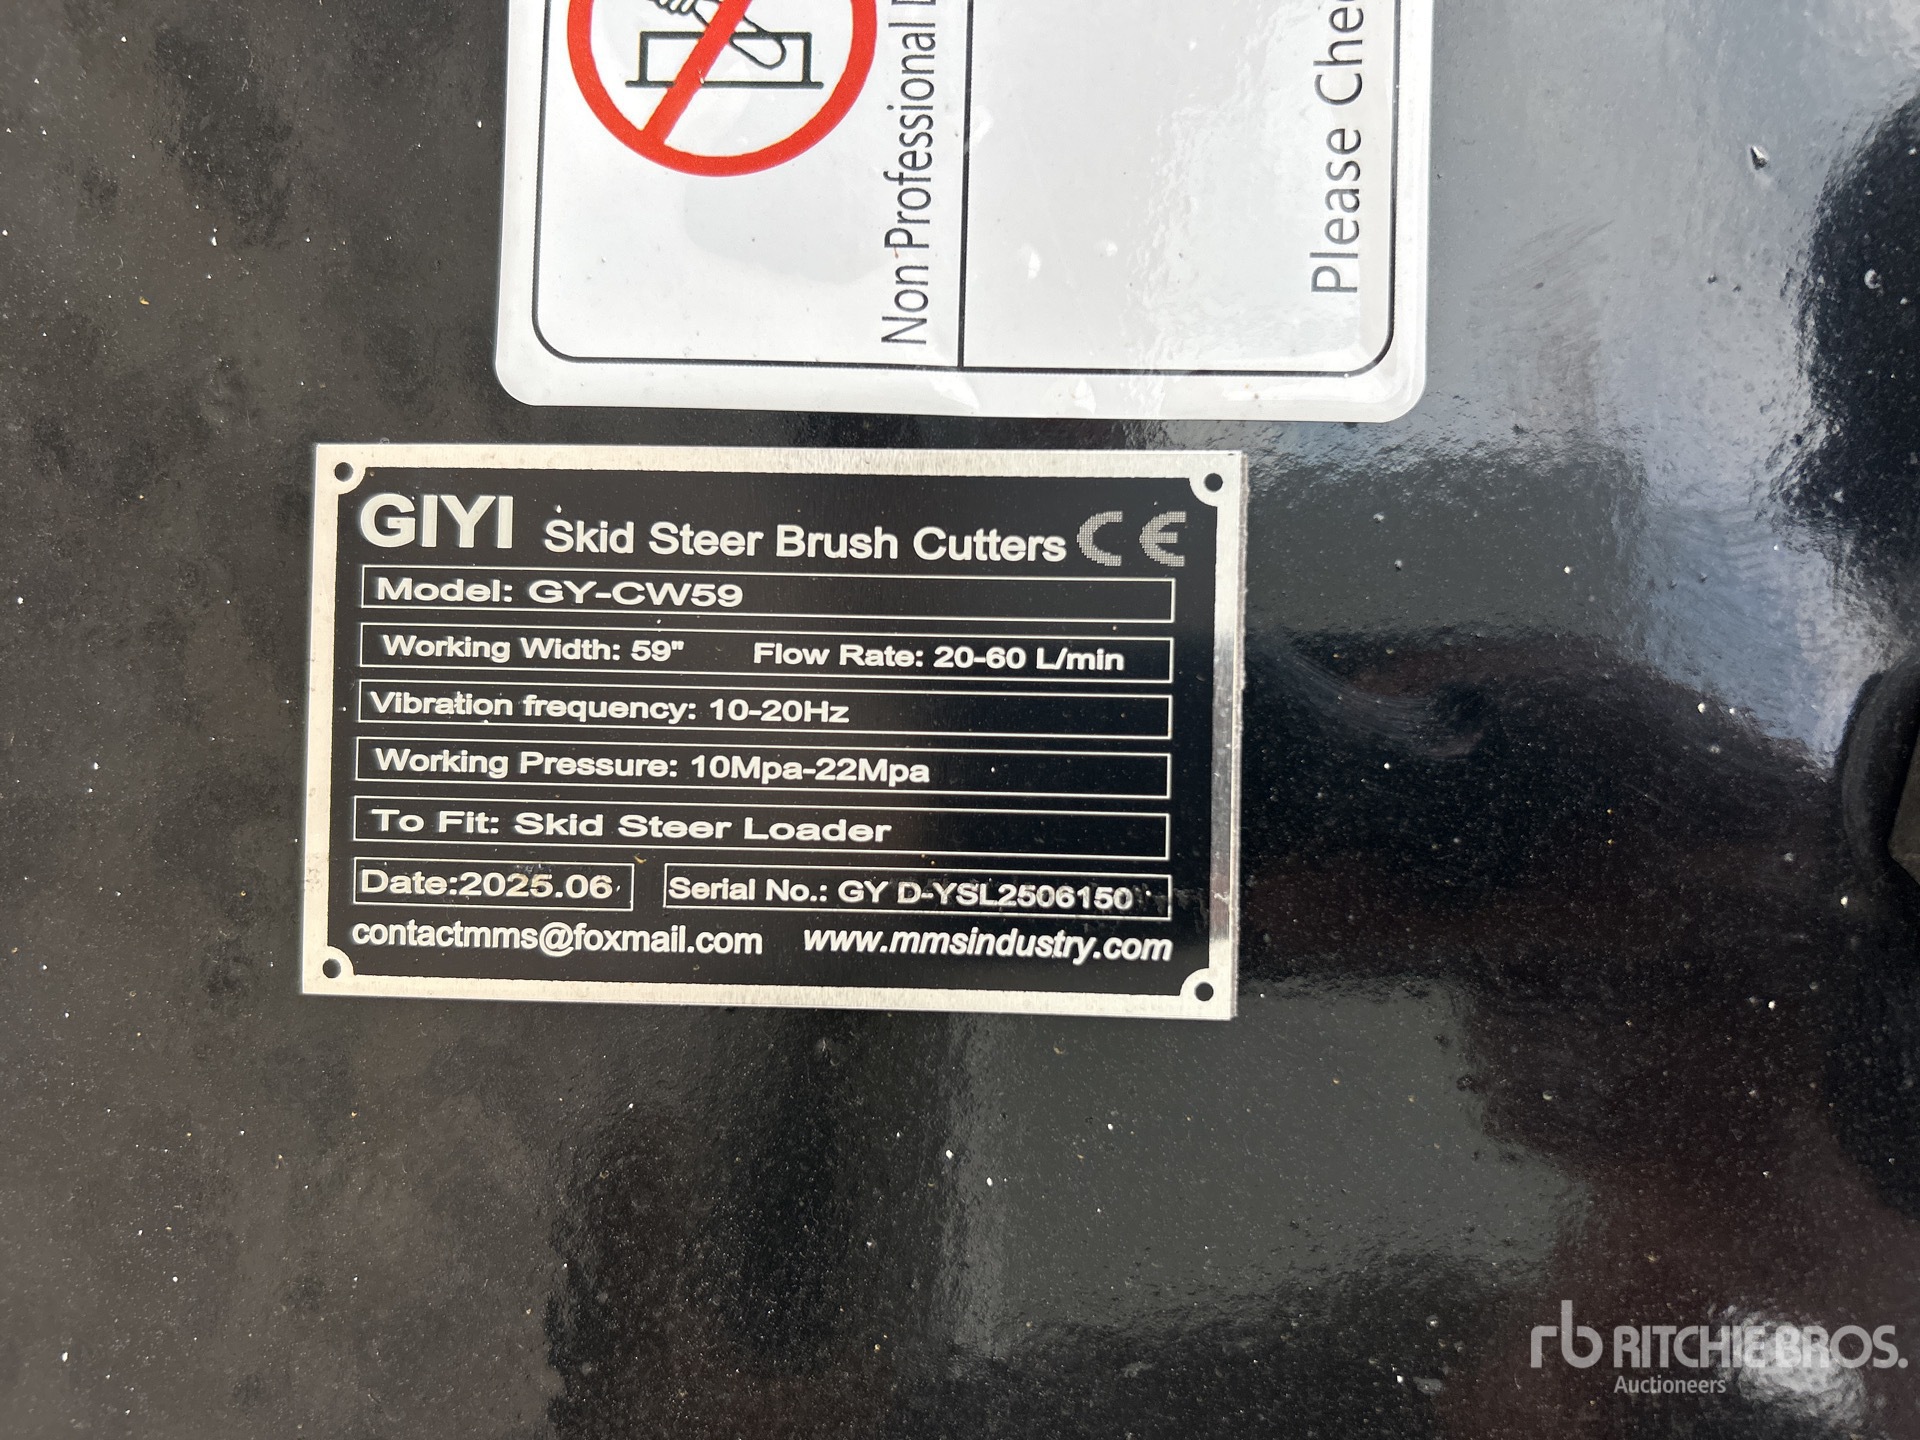 Non Professional
Please
GIYI Skid Steer Brush Cutters CE
Model: GY-CW59
Working Width: 59" Flow Rate: 20-60 L/min
Vibration frequency: 10-20Hz
Working Pressure: 10Mpa-22Mpa
To Fit: Skid Steer Loader
Date:2025.06
Serial No.: GY D-YSL2506150
contactmms@foxmail.com www.mmsindustry.com
rb RITCHIE BROS.
Auctioneers